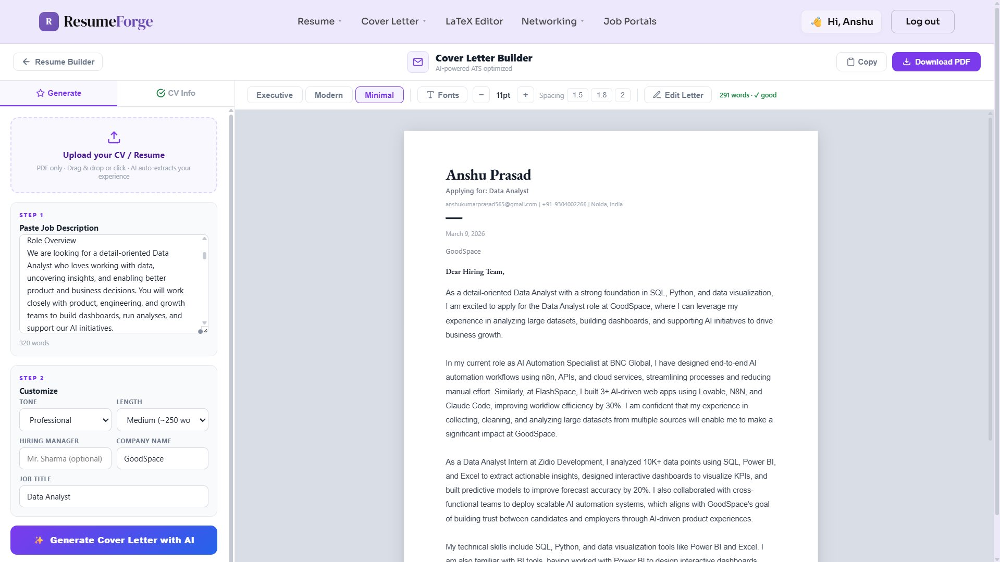 R ResumeForge
Resume
Cover Letter
LaTeX Editor
Networking
Job Portals
Hi, Anshu
Log out
Resume Builder
Cover Letter Builder
AI-powered ATS optimized
Copy
Download PDF
Generate
CV Info
Executive
Modern
Minimal
Fonts
−
11pt
+
Spacing
1.5
1.8
2
Edit Letter
291 words · ✓ good
Upload your CV / Resume
PDF only · Drag & drop or click · AI auto-extracts your
experience
STEP 1
Paste Job Description
Role Overview
We are looking for a detail-oriented Data
Analyst who loves working with data,
uncovering insights, and enabling better
product and business decisions. You will work
closely with product, engineering, and growth
teams to build dashboards, run analyses, and
support our AI initiatives.
320 words
STEP 2
Customize
TONE
LENGTH
Professional
Medium (~250 wo
HIRING MANAGER
COMPANY NAME
Mr. Sharma (optional)
GoodSpace
JOB TITLE
Data Analyst
Generate Cover Letter with AI
Anshu Prasad
Applying for: Data Analyst
anshukumarprasad565@gmail.com | +91-9304002266 | Noida, India
March 9, 2026
GoodSpace
Dear Hiring Team,
As a detail-oriented Data Analyst with a strong foundation in SQL, Python, and data visualization,
I am excited to apply for the Data Analyst role at GoodSpace, where I can leverage my
experience in analyzing large datasets, building dashboards, and supporting AI initiatives to drive
business growth.
In my current role as AI Automation Specialist at BNC Global, I have designed end-to-end AI
automation workflows using n8n, APIs, and cloud services, streamlining processes and reducing
manual effort. Similarly, at FlashSpace, I built 3+ AI-driven web apps using Lovable, N8N, and
Claude Code, improving workflow efficiency by 30%. I am confident that my experience in
collecting, cleaning, and analyzing large datasets from multiple sources will enable me to make a
significant impact at GoodSpace.
As a Data Analyst Intern at Zidio Development, I analyzed 10K+ data points using SQL, Power BI,
and Excel to extract actionable insights, designed interactive dashboards to visualize KPIs, and
built predictive models to improve forecast accuracy by 20%. I also collaborated with cross-
functional teams to deploy scalable AI automation systems, which aligns with GoodSpace's goal
of building trust between candidates and employers through AI-driven product experiences.
My technical skills include SQL, Python, and data visualization tools like Power BI and Excel. I
am also familiar with BI tools, having worked with Power BI to design interactive dashboards